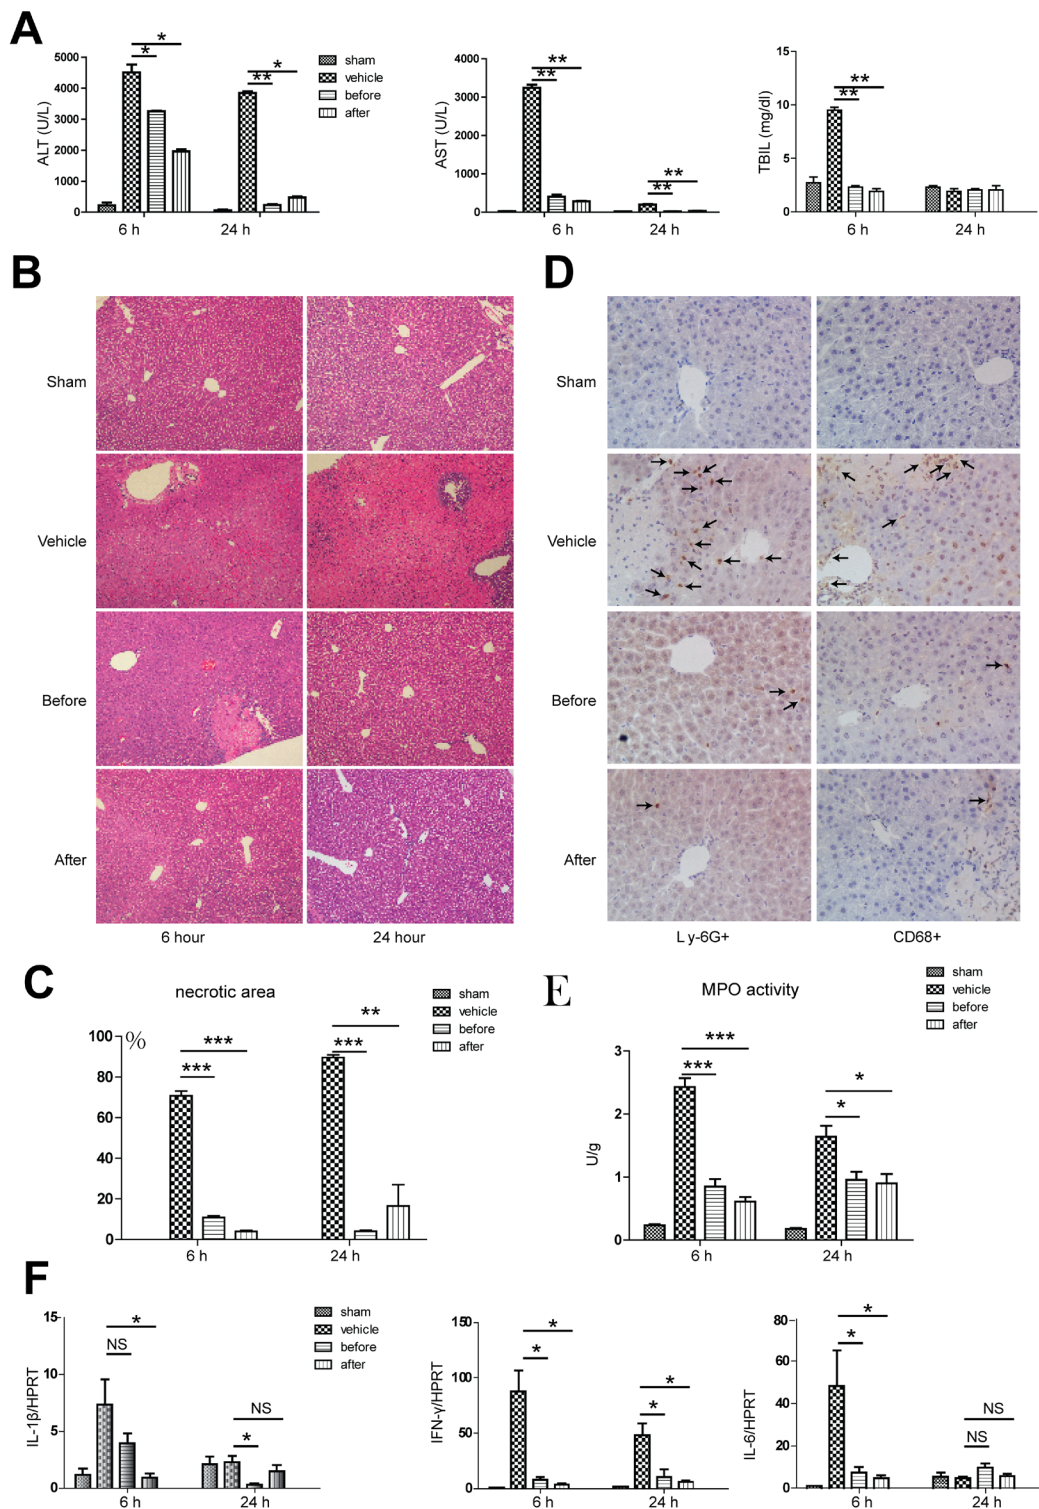 A
5000
4000
3000
2000
1000
0
ALT (U/L)
6 h
24 h
*
*
**
*
sham
vehicle
before
after
4000
3000
2000
1000
0
AST (U/L)
6 h
24 h
**
**
**
**
15
10
5
0
TBIL (mg/dl)
6 h
24 h
**
**
B
Sham
Vehicle
Before
After
6 hour
24 hour
D
Sham
Vehicle
Before
After
Ly-6G+
CD68+
C
necrotic area
sham
vehicle
before
after
%
100
80
60
40
20
0
***
***
**
***
6 h
24 h
E
MPO activity
sham
vehicle
before
after
3
2
1
0
U/g
***
***
*
*
6 h
24 h
F
15
10
5
0
IL-1β/HPRT
*
NS
NS
*
6 h
24 h
sham
vehicle
before
after
150
100
50
0
IFN-γ/HPRT
*
*
*
*
6 h
24 h
80
60
40
20
0
IL-6/HPRT
*
*
NS
NS
6 h
24 h